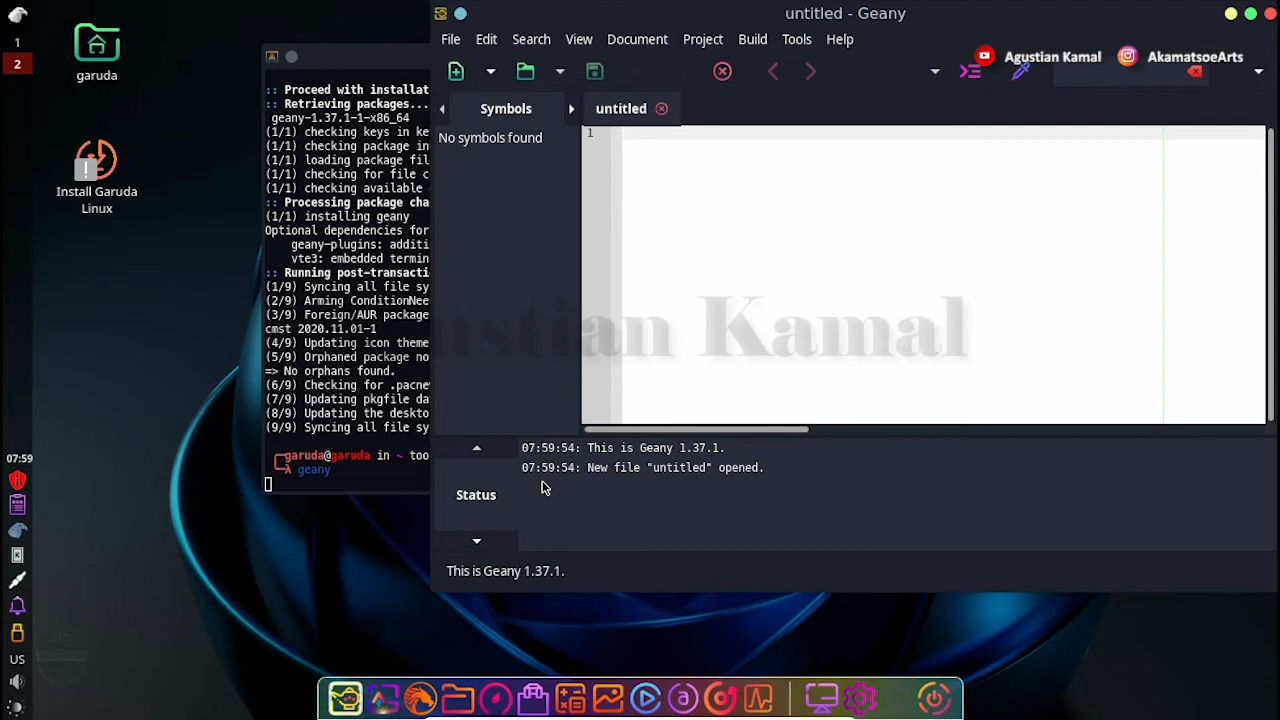 untitled - Geany
File Edit Search View Document Project Build Tools Help
Agustian Kamal
AkamatsoeArts
Symbols
untitled
No symbols found
1
07:59:54: This is Geany 1.37.1.
07:59:54: New file "untitled" opened.
Status
This is Geany 1.37.1.
1
2
garuda
Install Garuda
Linux
:: Proceed with installat
:: Retrieving packages...
geany-1.37.1-1-x86_64
(1/1) checking keys in ke
(1/1) checking package in
(1/1) loading package fil
(1/1) checking for file c
(1/1) checking available
:: Processing package cha
(1/1) installing geany
Optional dependencies for
geany-plugins: additi
vte3: embedded termin
:: Running post-transacti
(1/9) Syncing all file sy
(2/9) Arming ConditionNee
(3/9) Foreign/AUR package
cmst 2020.11.01-1
(4/9) Updating icon theme
(5/9) Orphaned package no
=> No orphans found.
(6/9) Checking for .pacnew
(7/9) Updating pkgfile da
(8/9) Updating the deskto
(9/9) Syncing all file sy
garuda@garuda in ~ too
λ geany
ustian Kamal
07:59
US